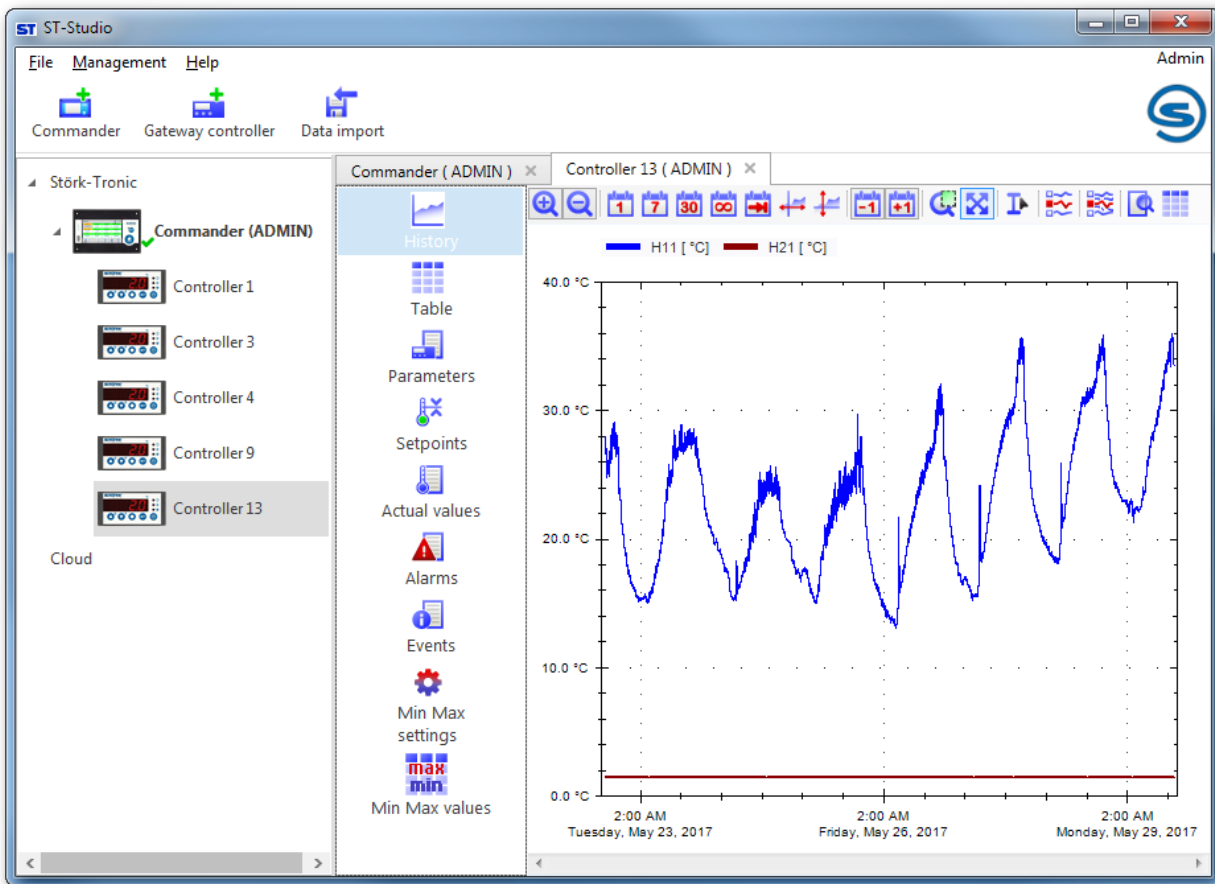 ST ST-Studio
File Management Help
Admin
Commander Gateway controller Data import
S
Störk-Tronic
Commander (ADMIN)
Controller 1
Controller 3
Controller 4
Controller 9
Controller 13
Cloud
Commander ( ADMIN )
Controller 13 ( ADMIN )
History
Table
Parameters
Setpoints
Actual values
Alarms
Events
Min Max
settings
max
min
Min Max values
1 7 30 ∞ -1 +1
H11 [ °C] H21 [ °C]
40.0 °C
30.0 °C
20.0 °C
10.0 °C
0.0 °C
2:00 AM 2:00 AM 2:00 AM
Tuesday, May 23, 2017 Friday, May 26, 2017 Monday, May 29, 2017